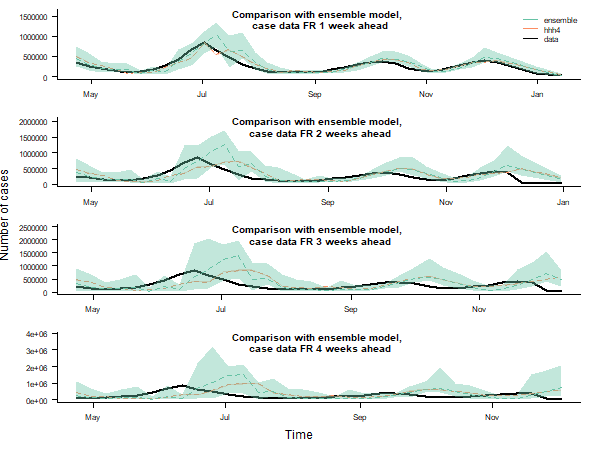 Comparison with ensemble model,
case data FR 1 week ahead
ensemble
hhh4
data
1500000
1000000
500000
0
May
Jul
Sep
Nov
Jan
Comparison with ensemble model,
case data FR 2 weeks ahead
2000000
1500000
1000000
500000
0
May
Jul
Sep
Nov
Jan
Number of cases
Comparison with ensemble model,
case data FR 3 weeks ahead
2500000
2000000
1500000
1000000
500000
0
May
Jul
Sep
Nov
Comparison with ensemble model,
case data FR 4 weeks ahead
4e+06
3e+06
2e+06
1e+06
0e+00
May
Jul
Sep
Nov
Time